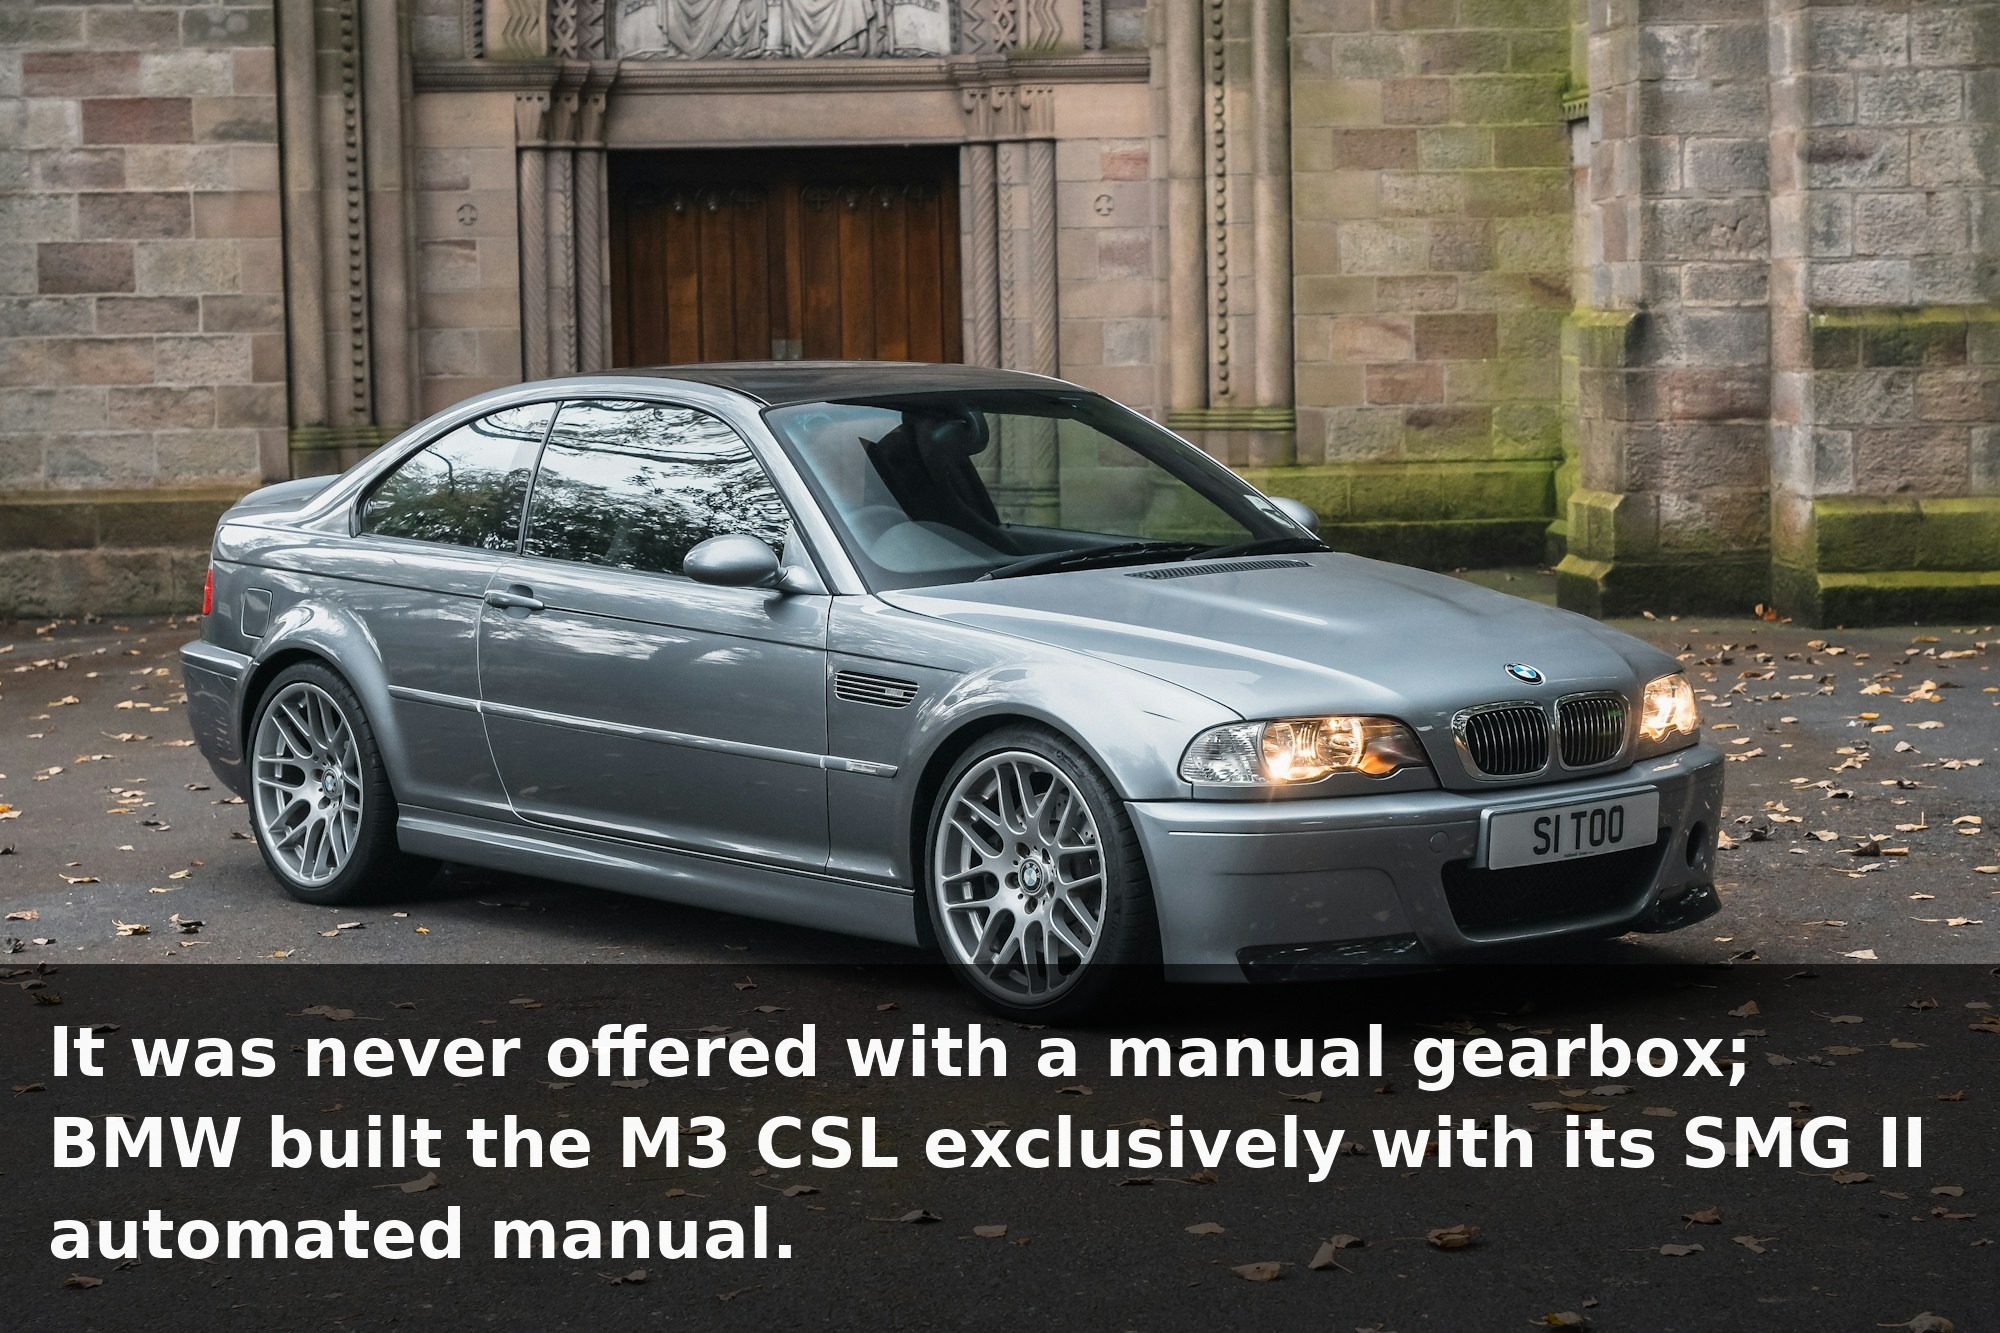 SI TOO
It was never offered with a manual gearbox;
BMW built the M3 CSL exclusively with its SMG II
automated manual.